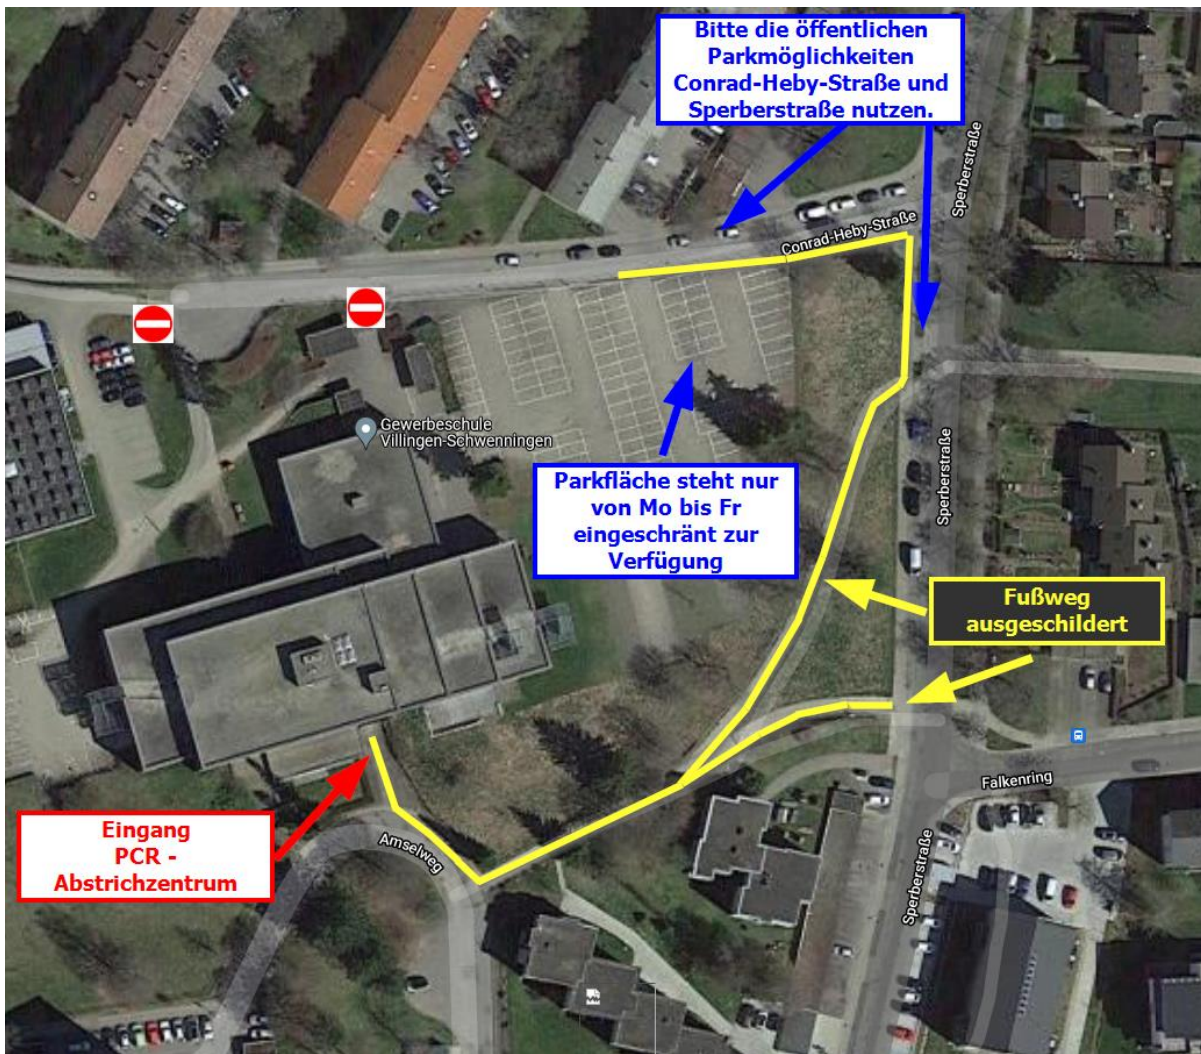 Bitte die öffentlichen
Parkmöglichkeiten
Conrad-Heby-Straße und
Sperberstraße nutzen.
Sperberstraße
Conrad-Heby-Straße
Gewerbeschule
Villingen-Schwenningen
Sperberstraße
Parkfläche steht nur
von Mo bis Fr
eingeschränt zur
Verfügung
Fußweg
ausgeschildert
Falkenring
Eingang
PCR -
Abstrichzentrum
Amselweg
Sperberstraße